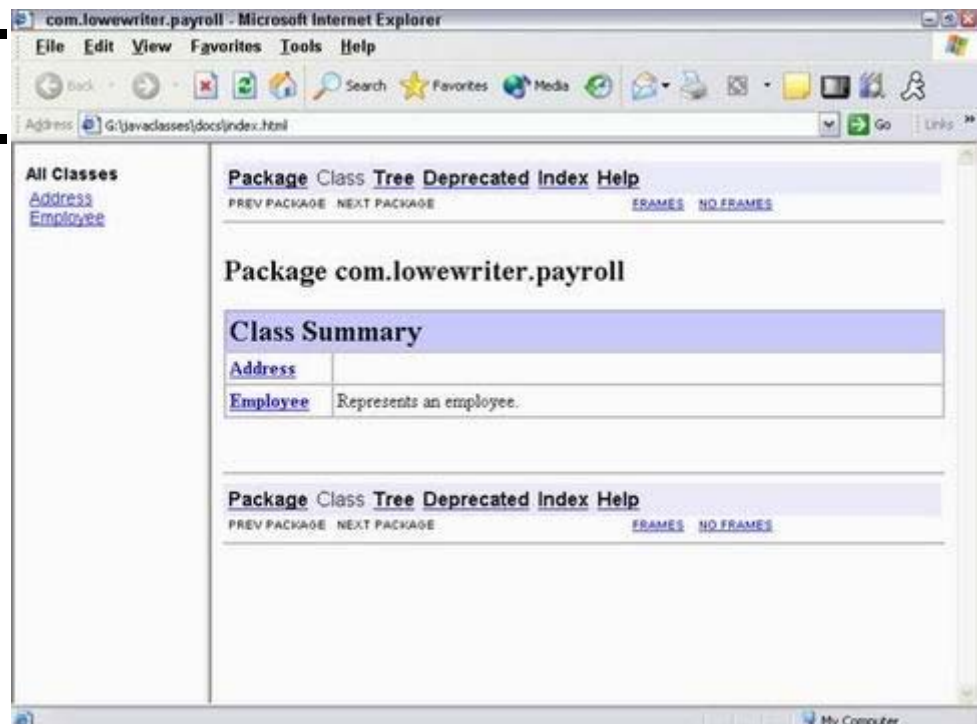 com.lowewriter.payroll - Microsoft Internet Explorer
File Edit View Favorites Tools Help
Back Search Favorites Media
Address G:\javaclasses\docs\index.html Go Links »
All Classes
Address
Employee
Package Class Tree Deprecated Index Help
PREV PACKAGE NEXT PACKAGE FRAMES NO FRAMES
Package com.lowewriter.payroll
Class Summary
Address
Employee Represents an employee.
Package Class Tree Deprecated Index Help
PREV PACKAGE NEXT PACKAGE FRAMES NO FRAMES
My Computer